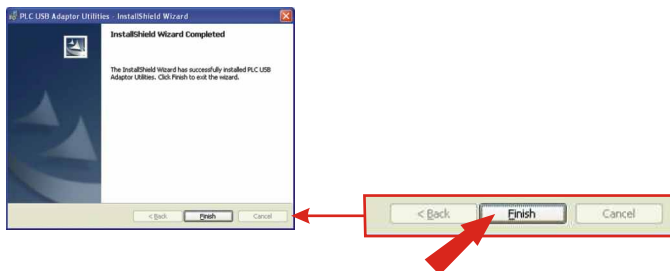 PLC USB Adaptor Utilities - InstallShield Wizard
InstallShield Wizard Completed
The InstallShield Wizard has successfully installed PLC USB
Adaptor Utilities. Click Finish to exit the wizard.
< Back Finish Cancel
< Back Finish Cancel